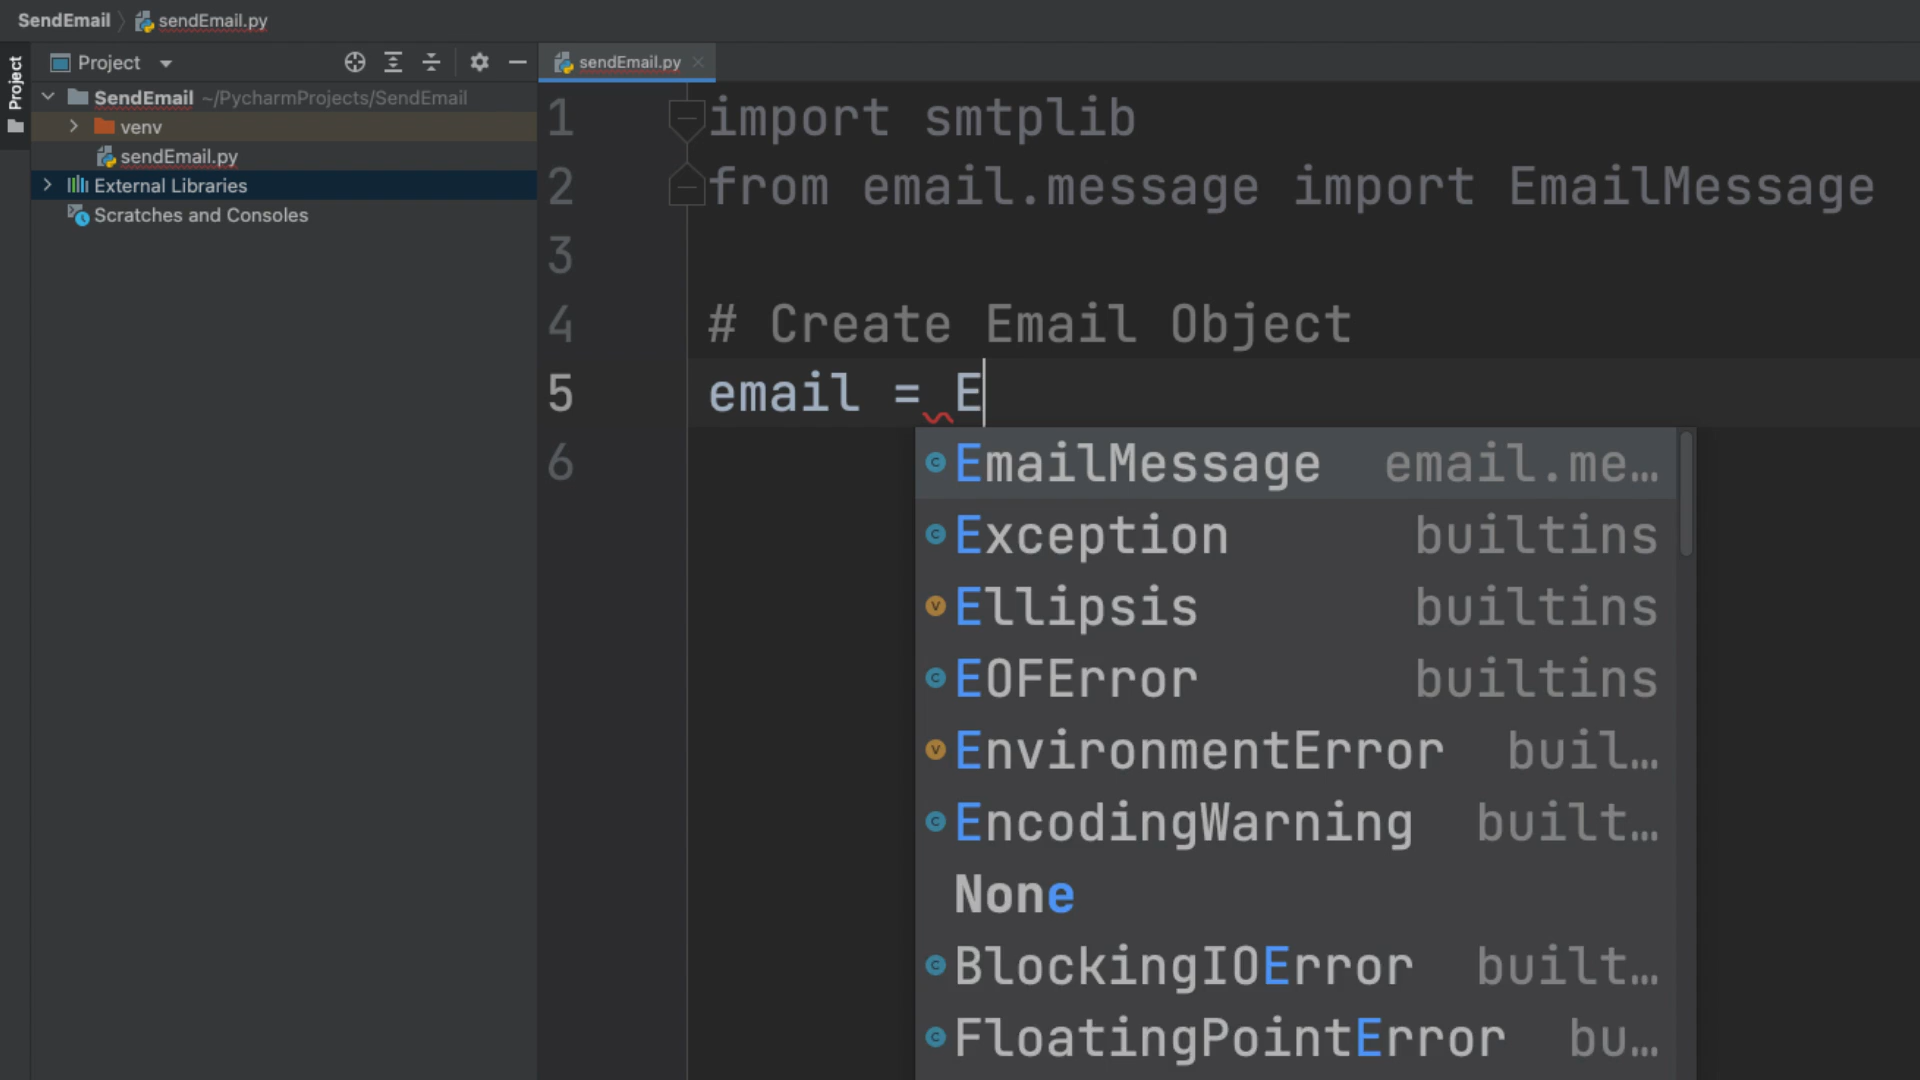 SendEmail sendEmail.py
Project
Project
SendEmail ~/PycharmProjects/SendEmail
venv
sendEmail.py
External Libraries
Scratches and Consoles
sendEmail.py
1 import smtplib
2 from email.message import EmailMessage
3
4 # Create Email Object
5 email = E
6
EmailMessage email.me…
Exception builtins
Ellipsis builtins
EOFError builtins
EnvironmentError buil…
EncodingWarning built…
None
BlockingIOError built…
FloatingPointError bu…